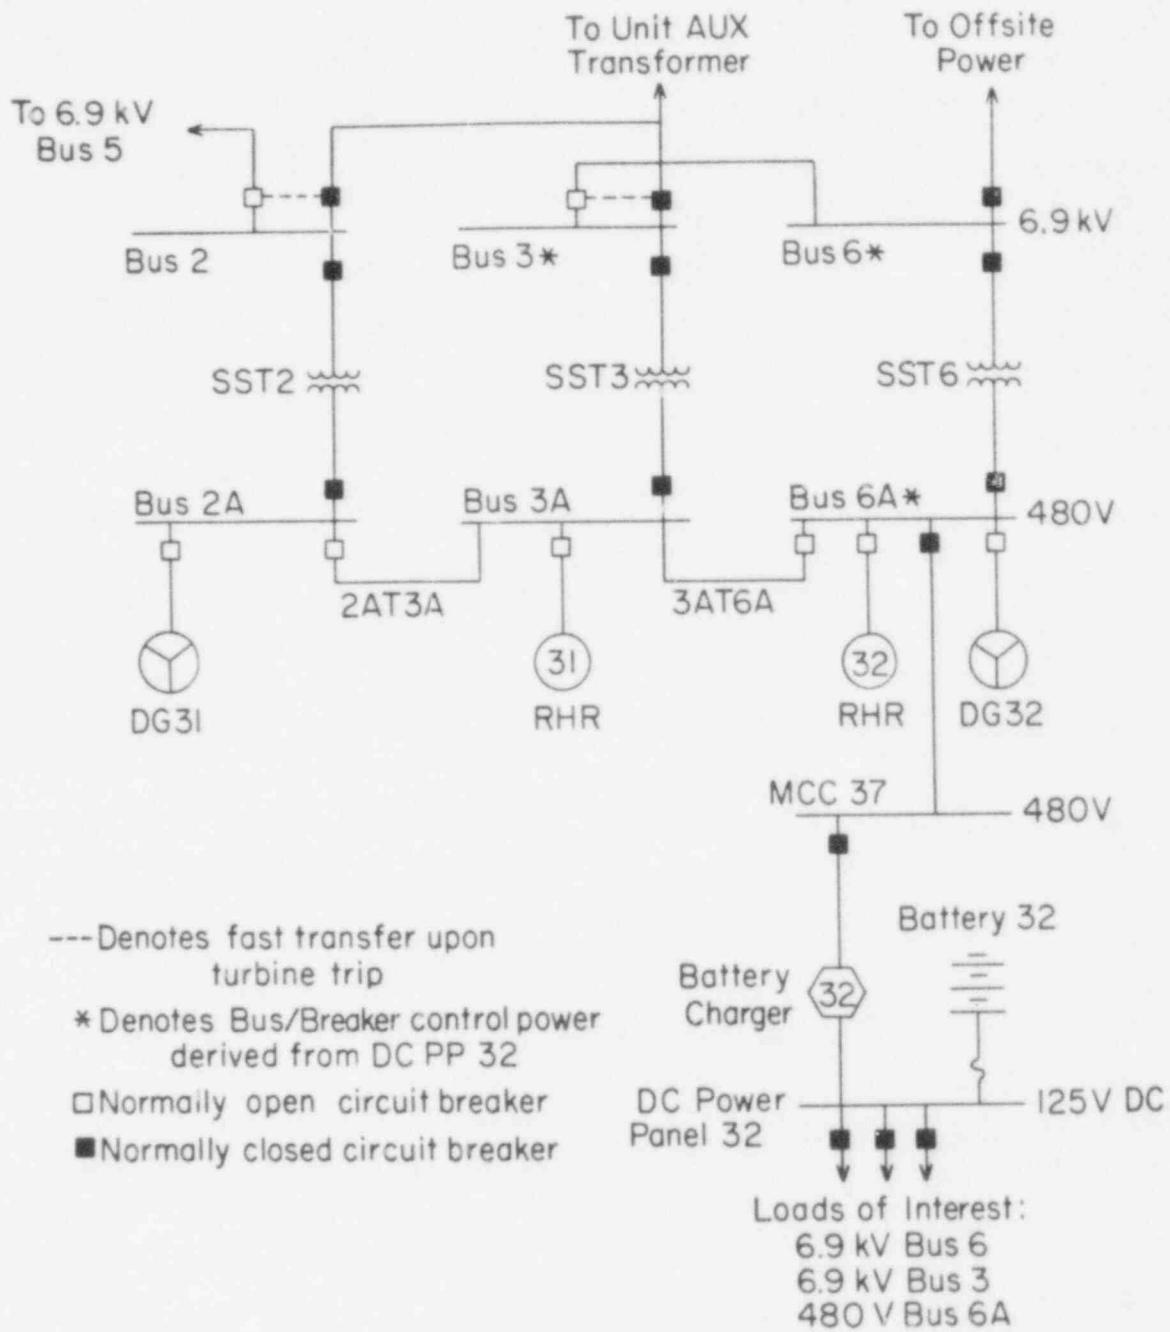 To Unit AUX
Transformer
To Offsite
Power
To 6.9 kV
Bus 5
6.9 kV
Bus 2
Bus 3*
Bus 6*
SST2
SST3
SST6
Bus 2A
Bus 3A
Bus 6A*
480V
2AT3A
3AT6A
31
32
DG31
RHR
RHR
DG32
MCC 37
480V
Battery 32
---Denotes fast transfer upon
turbine trip
Battery
Charger
32
* Denotes Bus/Breaker control power
derived from DC PP 32
□Normally open circuit breaker
■Normally closed circuit breaker
DC Power
Panel 32
125V DC
Loads of Interest:
6.9 kV Bus 6
6.9 kV Bus 3
480 V Bus 6A